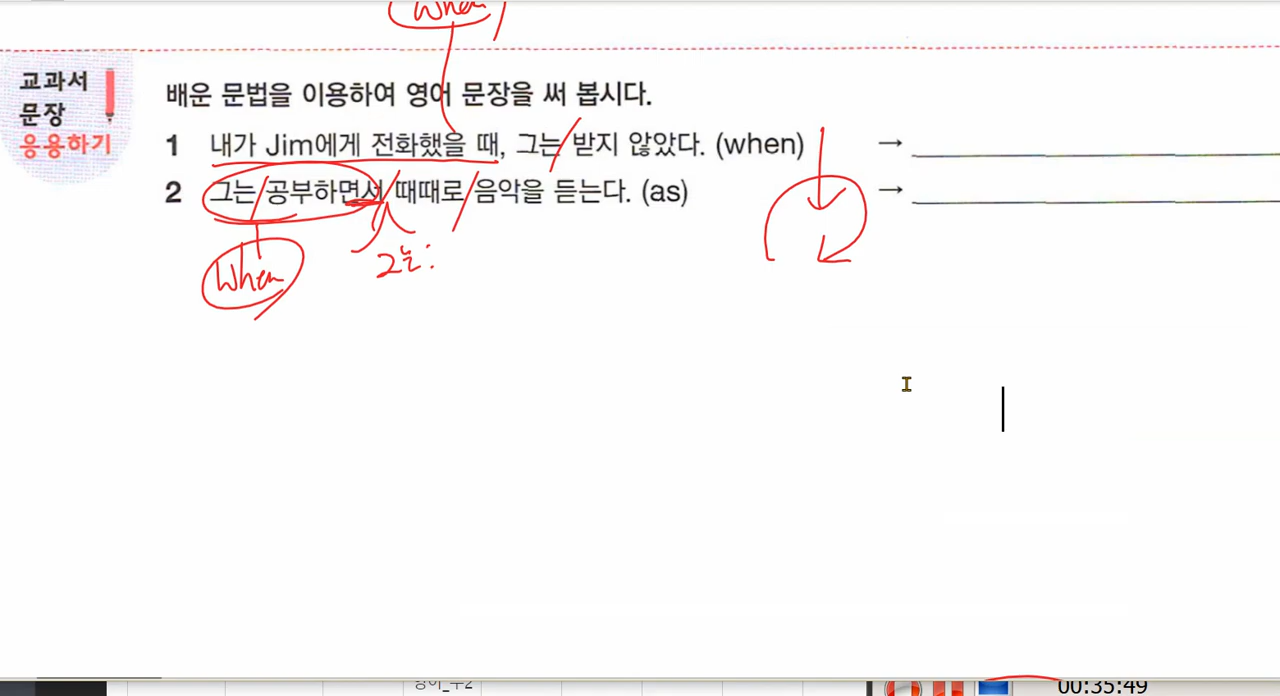 When
교과서
문장
응용하기
배운 문법을 이용하여 영어 문장을 써 봅시다.
1 내가 Jim에게 전화했을 때, 그는 받지 않았다. (when) →
2 그는 공부하면서 때때로 음악을 듣는다. (as) →
그는
When
00:35:49